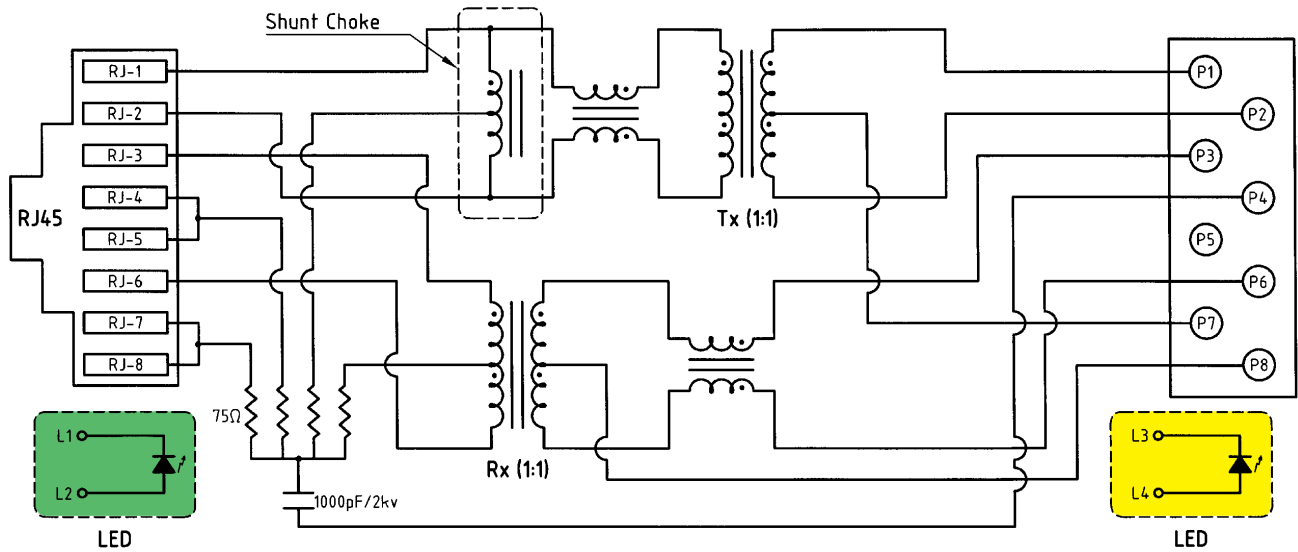 Shunt Choke
RJ-1
RJ-2
RJ-3
RJ-4
RJ45
RJ-5
RJ-6
RJ-7
RJ-8
P1
P2
P3
P4
P5
P6
P7
P8
Tx (1:1)
Rx (1:1)
75Ω
1000pF/2kv
L1
L2
LED
L3
L4
LED